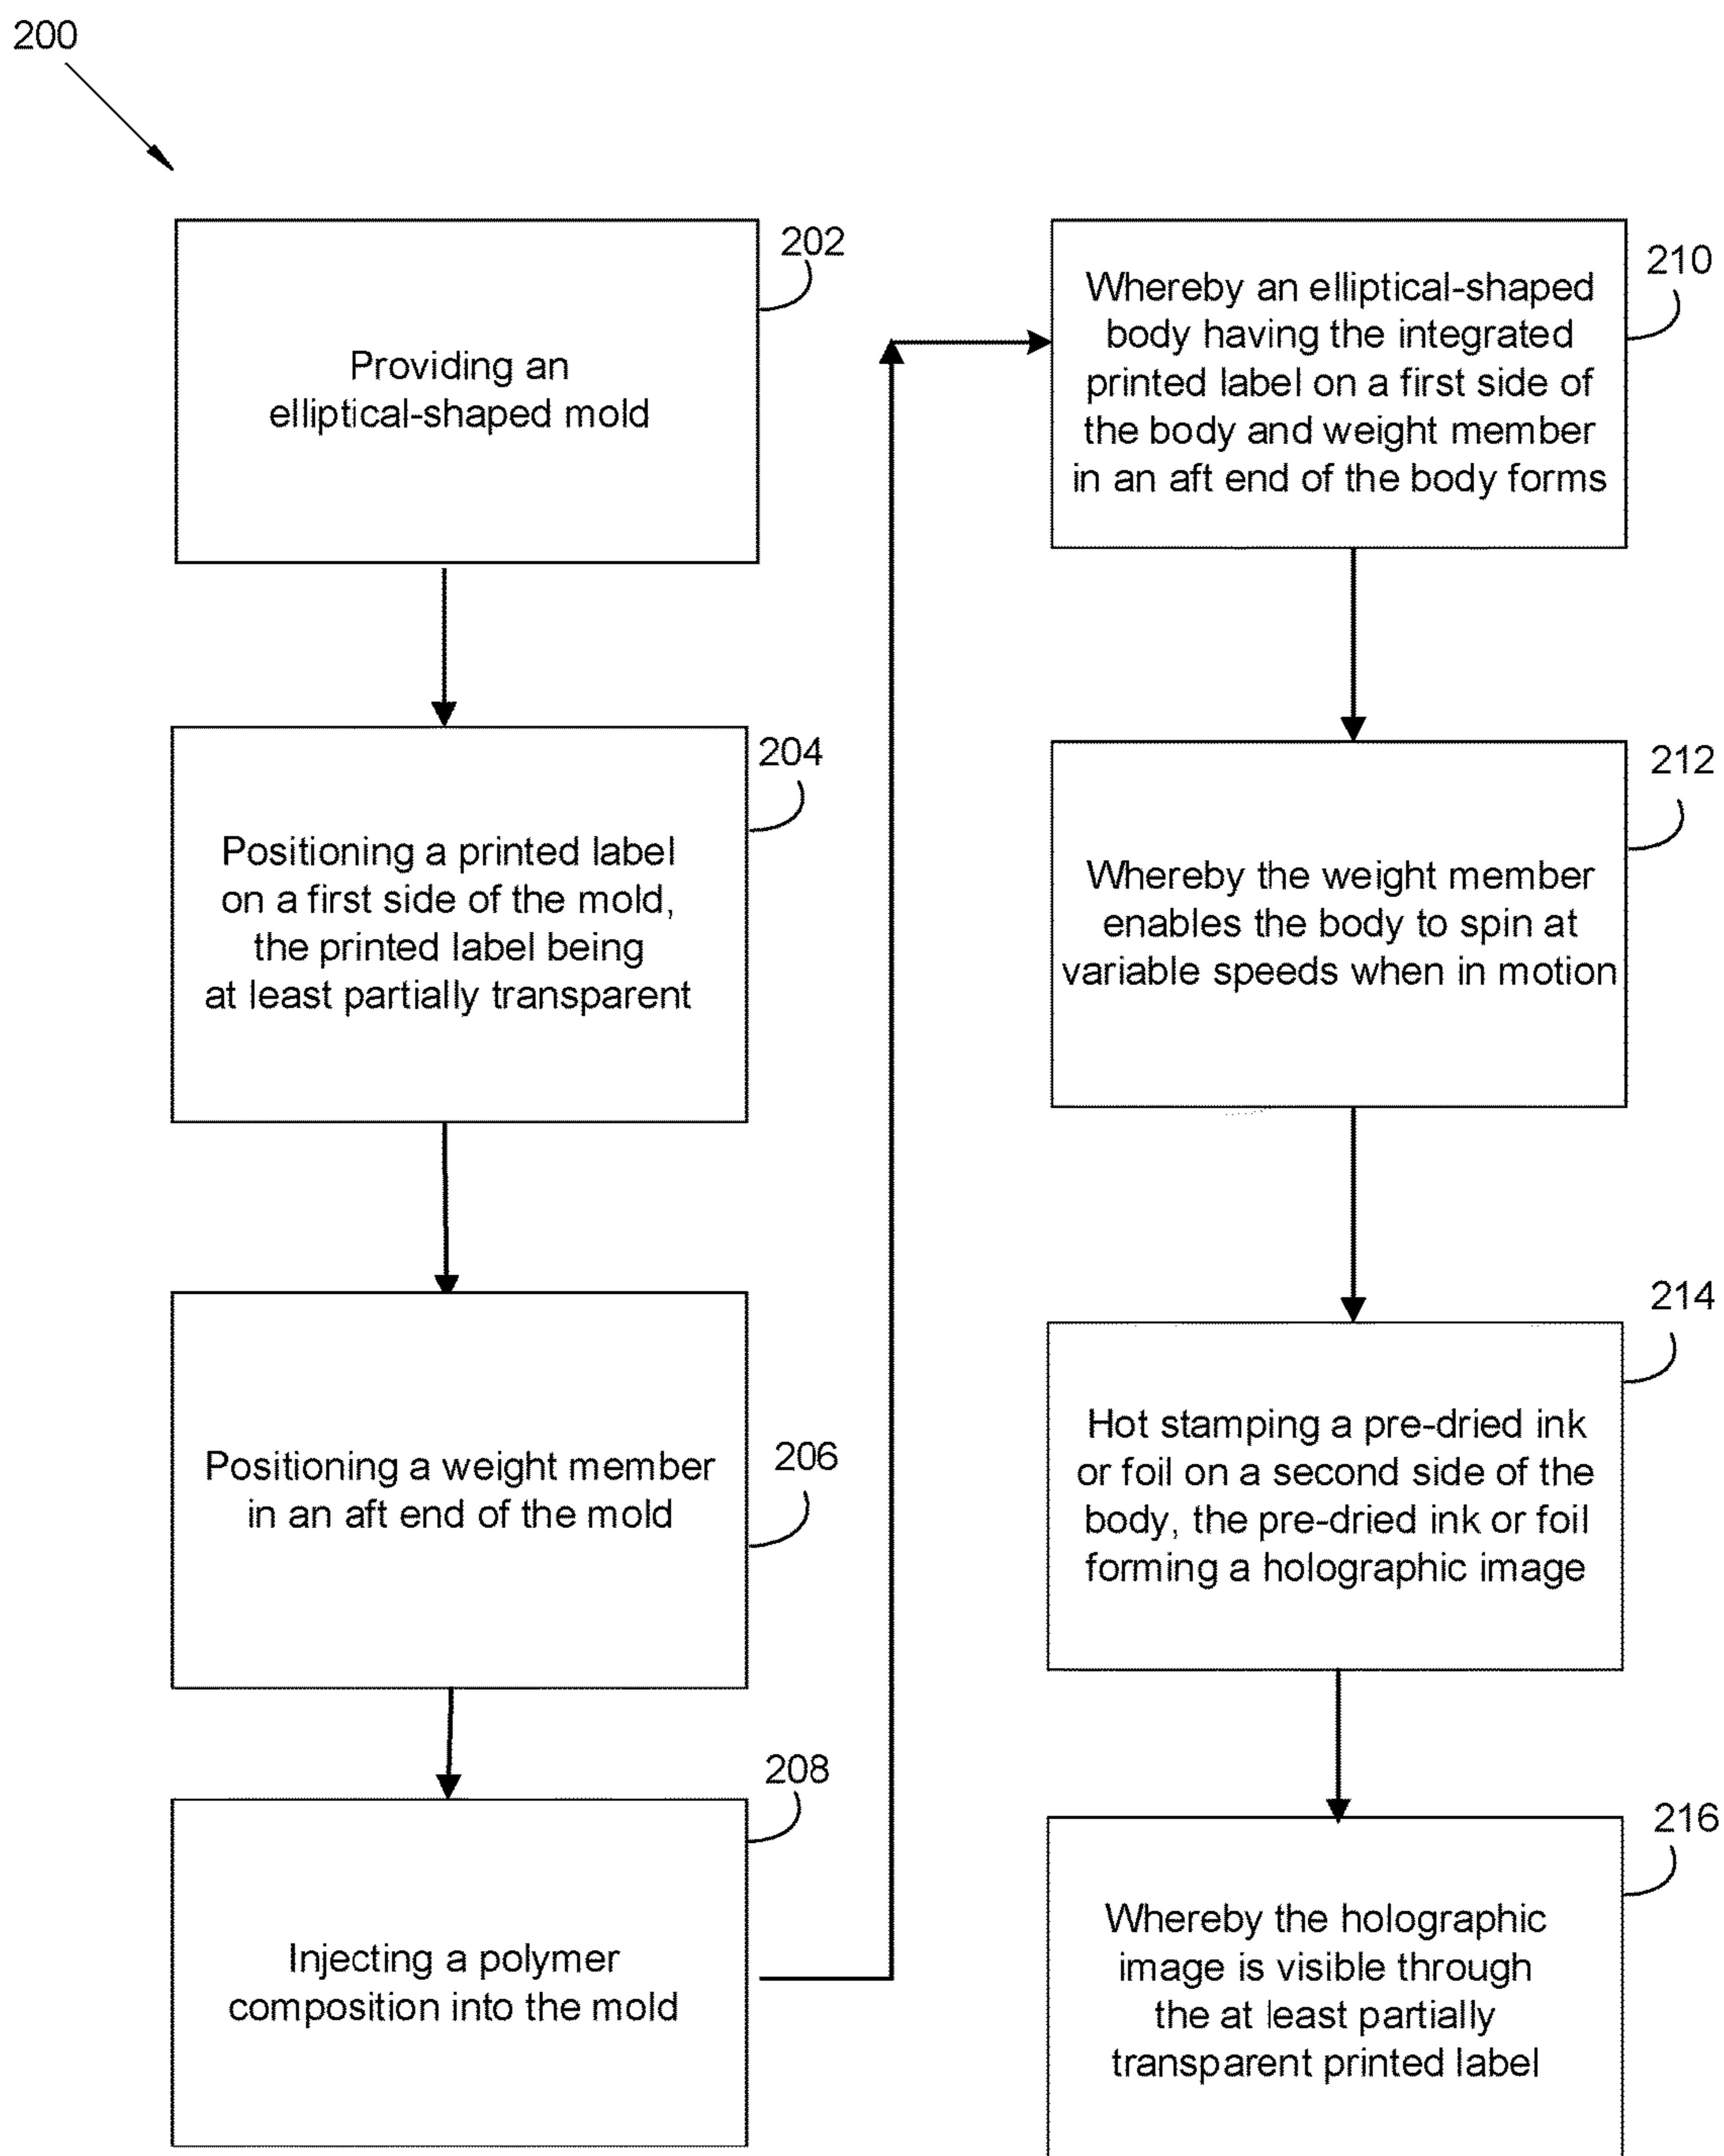 200
202
Providing an
elliptical-shaped mold
204
Positioning a printed label
on a first side of the mold,
the printed label being
at least partially transparent
206
Positioning a weight member
in an aft end of the mold
208
Injecting a polymer
composition into the mold
210
Whereby an elliptical-shaped
body having the integrated
printed label on a first side of
the body and weight member
in an aft end of the body forms
212
Whereby the weight member
enables the body to spin at
variable speeds when in motion
214
Hot stamping a pre-dried ink
or foil on a second side of the
body, the pre-dried ink or foil
forming a holographic image
216
Whereby the holographic
image is visible through
the at least partially
transparent printed label